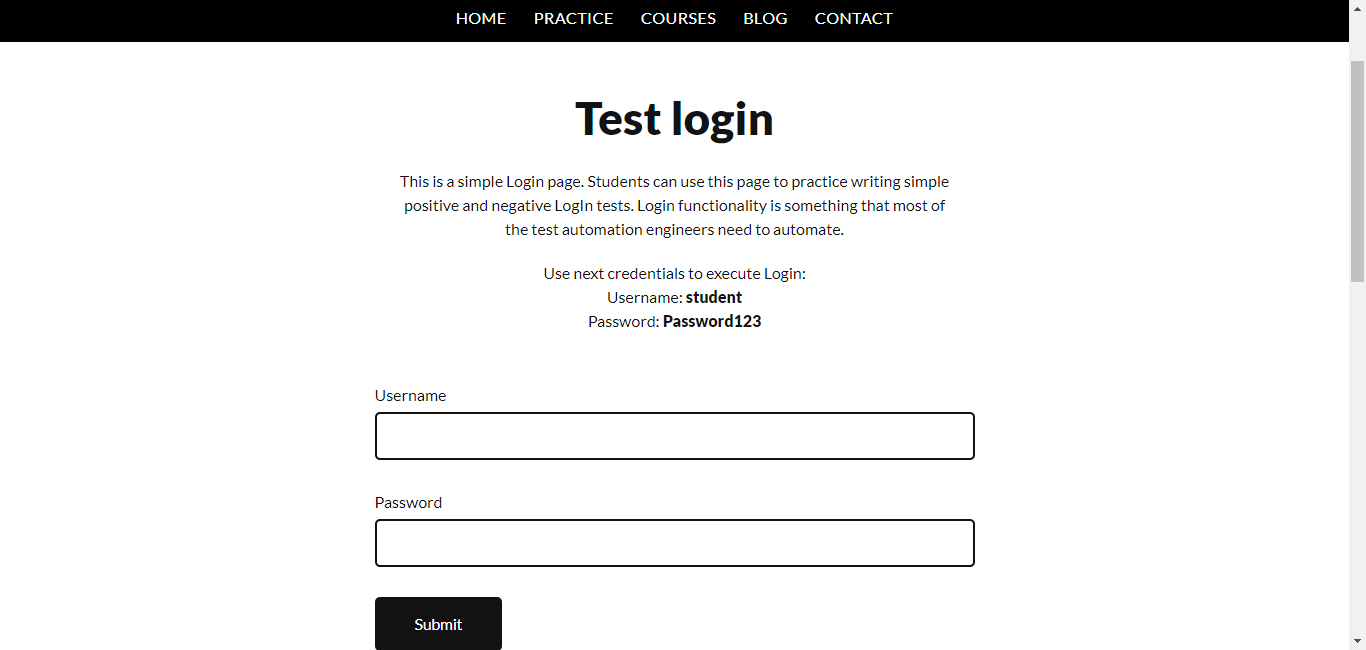 HOME PRACTICE COURSES BLOG CONTACT
Test login
This is a simple Login page. Students can use this page to practice writing simple
positive and negative LogIn tests. Login functionality is something that most of
the test automation engineers need to automate.
Use next credentials to execute Login:
Username: student
Password: Password123
Username
Password
Submit